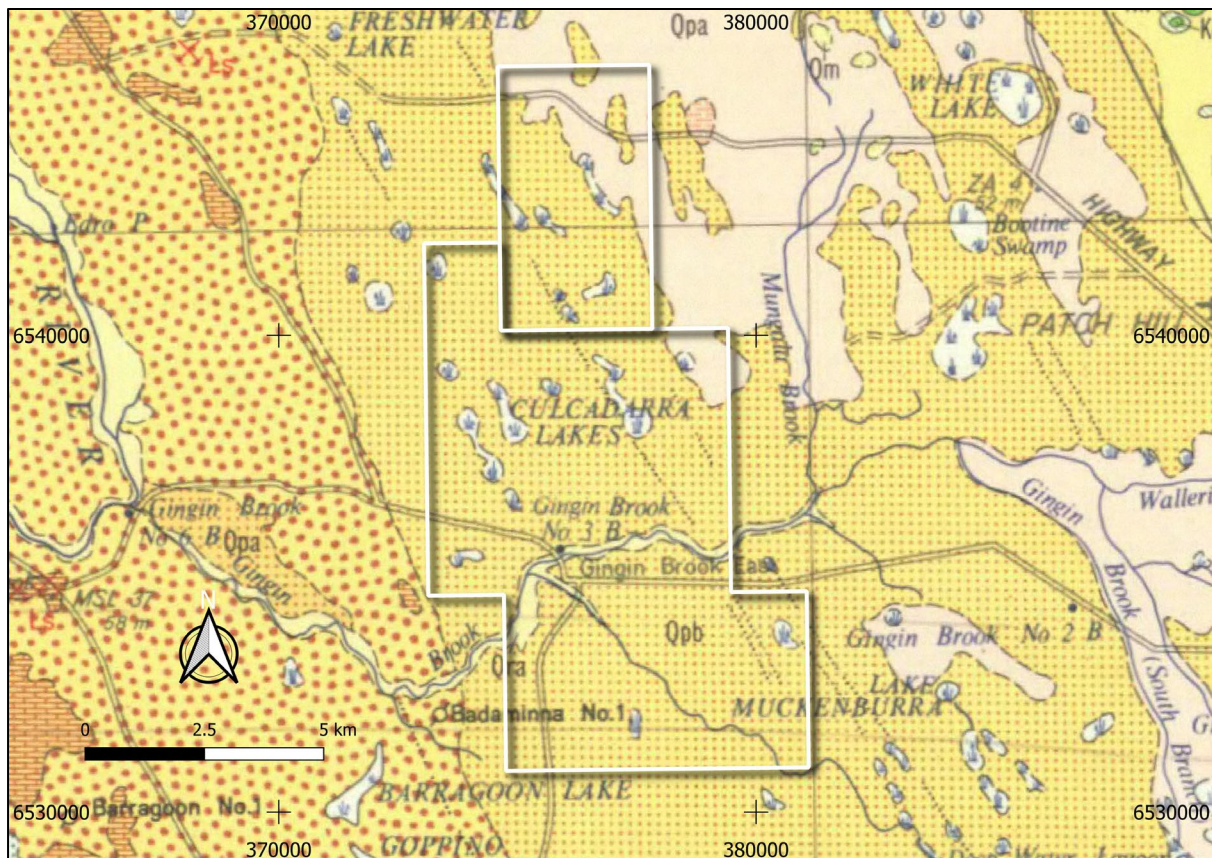 370000
380000
FRESHWATER
LAKE
Qpa
Qm
WHITE
LAKE
LS
ZA 4
52 m
HIGHWAY
Bootine
Swamp
Edro P
RIVER
Mungala Brook
6540000
6540000
PATCH HILL
CULCADARRA
LAKES
Gingin Brook
No 3 B
Gingin Brook
No 6 B
Qpa
Gingin
Brook
Gingin Brook East
Gingin
Brook
(South
Walleri
MSL 37
58 m
LS
N
Qra
Qpb
Gingin Brook No 2 B
LAKE
MUCKENBURRA
Badaminna No.1
0
2.5
5 km
BARRAGOON LAKE
Barragoon No.1
6530000
6530000
370000
380000